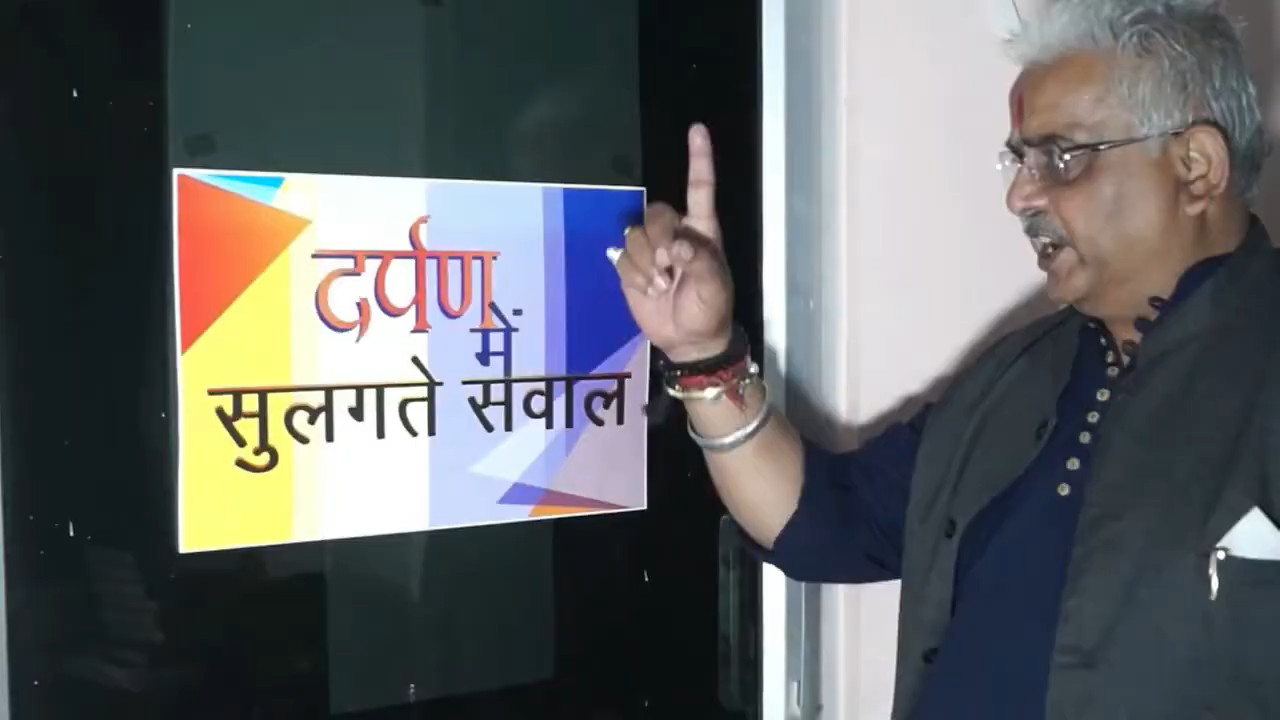 दर्पण
में
सुलगते सवाल